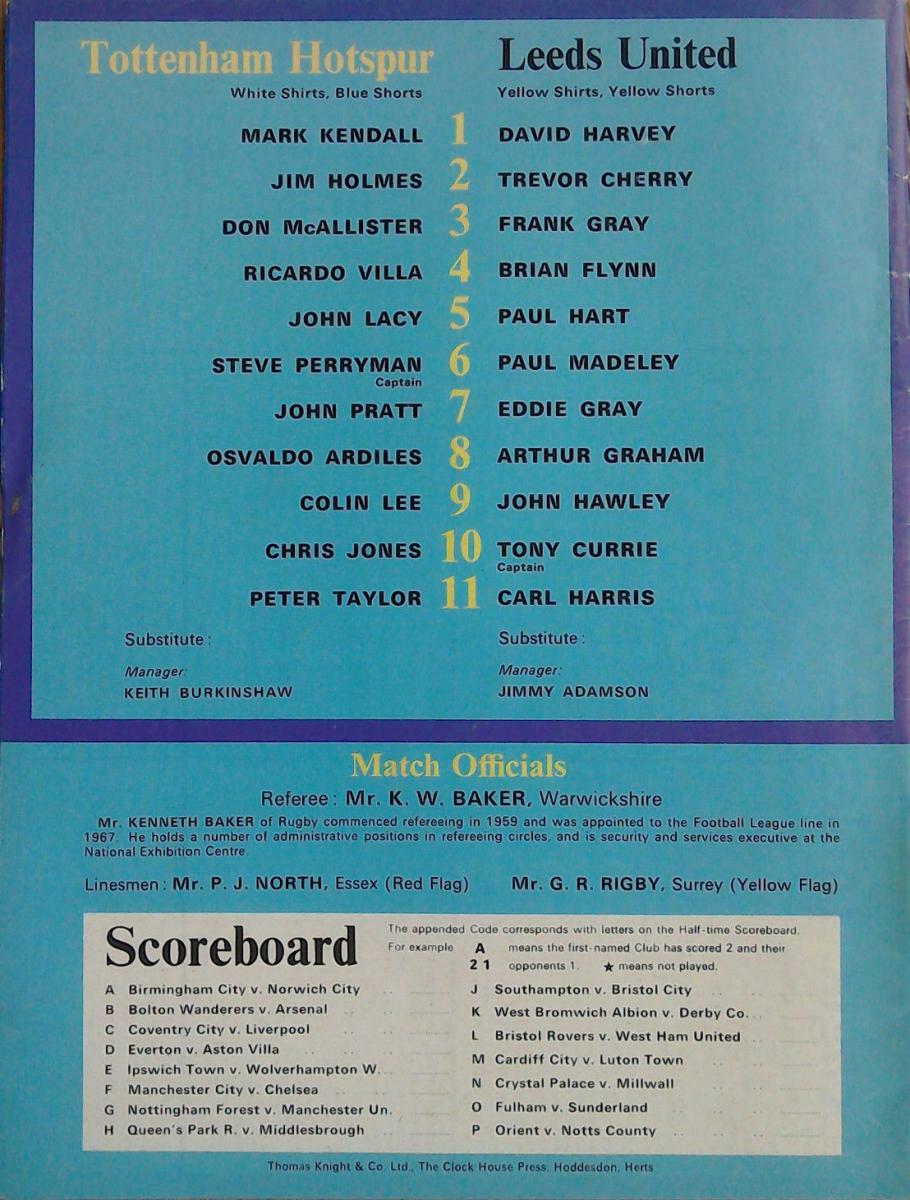 Tottenham Hotspur
White Shirts, Blue Shorts
Leeds United
Yellow Shirts, Yellow Shorts
MARK KENDALL 1 DAVID HARVEY
JIM HOLMES 2 TREVOR CHERRY
DON McALLISTER 3 FRANK GRAY
RICARDO VILLA 4 BRIAN FLYNN
JOHN LACY 5 PAUL HART
STEVE PERRYMAN 6 PAUL MADELEY
Captain
JOHN PRATT 7 EDDIE GRAY
OSVALDO ARDILES 8 ARTHUR GRAHAM
COLIN LEE 9 JOHN HAWLEY
CHRIS JONES 10 TONY CURRIE
Captain
PETER TAYLOR 11 CARL HARRIS
Substitute :
Manager:
KEITH BURKINSHAW
Substitute :
Manager:
JIMMY ADAMSON
Match Officials
Referee : Mr. K. W. BAKER, Warwickshire
Mr. KENNETH BAKER of Rugby commenced refereeing in 1959 and was appointed to the Football League line in
1967. He holds a number of administrative positions in refereeing circles, and is security and services executive at the
National Exhibition Centre.
Linesmen : Mr. P. J. NORTH, Essex (Red Flag) Mr. G. R. RIGBY, Surrey (Yellow Flag)
Scoreboard
The appended Code corresponds with letters on the Half-time Scoreboard.
For example A means the first-named Club has scored 2 and their
2 1 opponents 1. ★ means not played.
A Birmingham City v. Norwich City
B Bolton Wanderers v. Arsenal
C Coventry City v. Liverpool
D Everton v. Aston Villa
E Ipswich Town v. Wolverhampton W...
F Manchester City v. Chelsea
G Nottingham Forest v. Manchester Un.
H Queen's Park R. v. Middlesbrough
J Southampton v. Bristol City
K West Bromwich Albion v. Derby Co...
L Bristol Rovers v. West Ham United
M Cardiff City v. Luton Town
N Crystal Palace v. Millwall
O Fulham v. Sunderland
P Orient v. Notts County
Thomas Knight & Co. Ltd., The Clock House Press, Hoddesdon, Herts